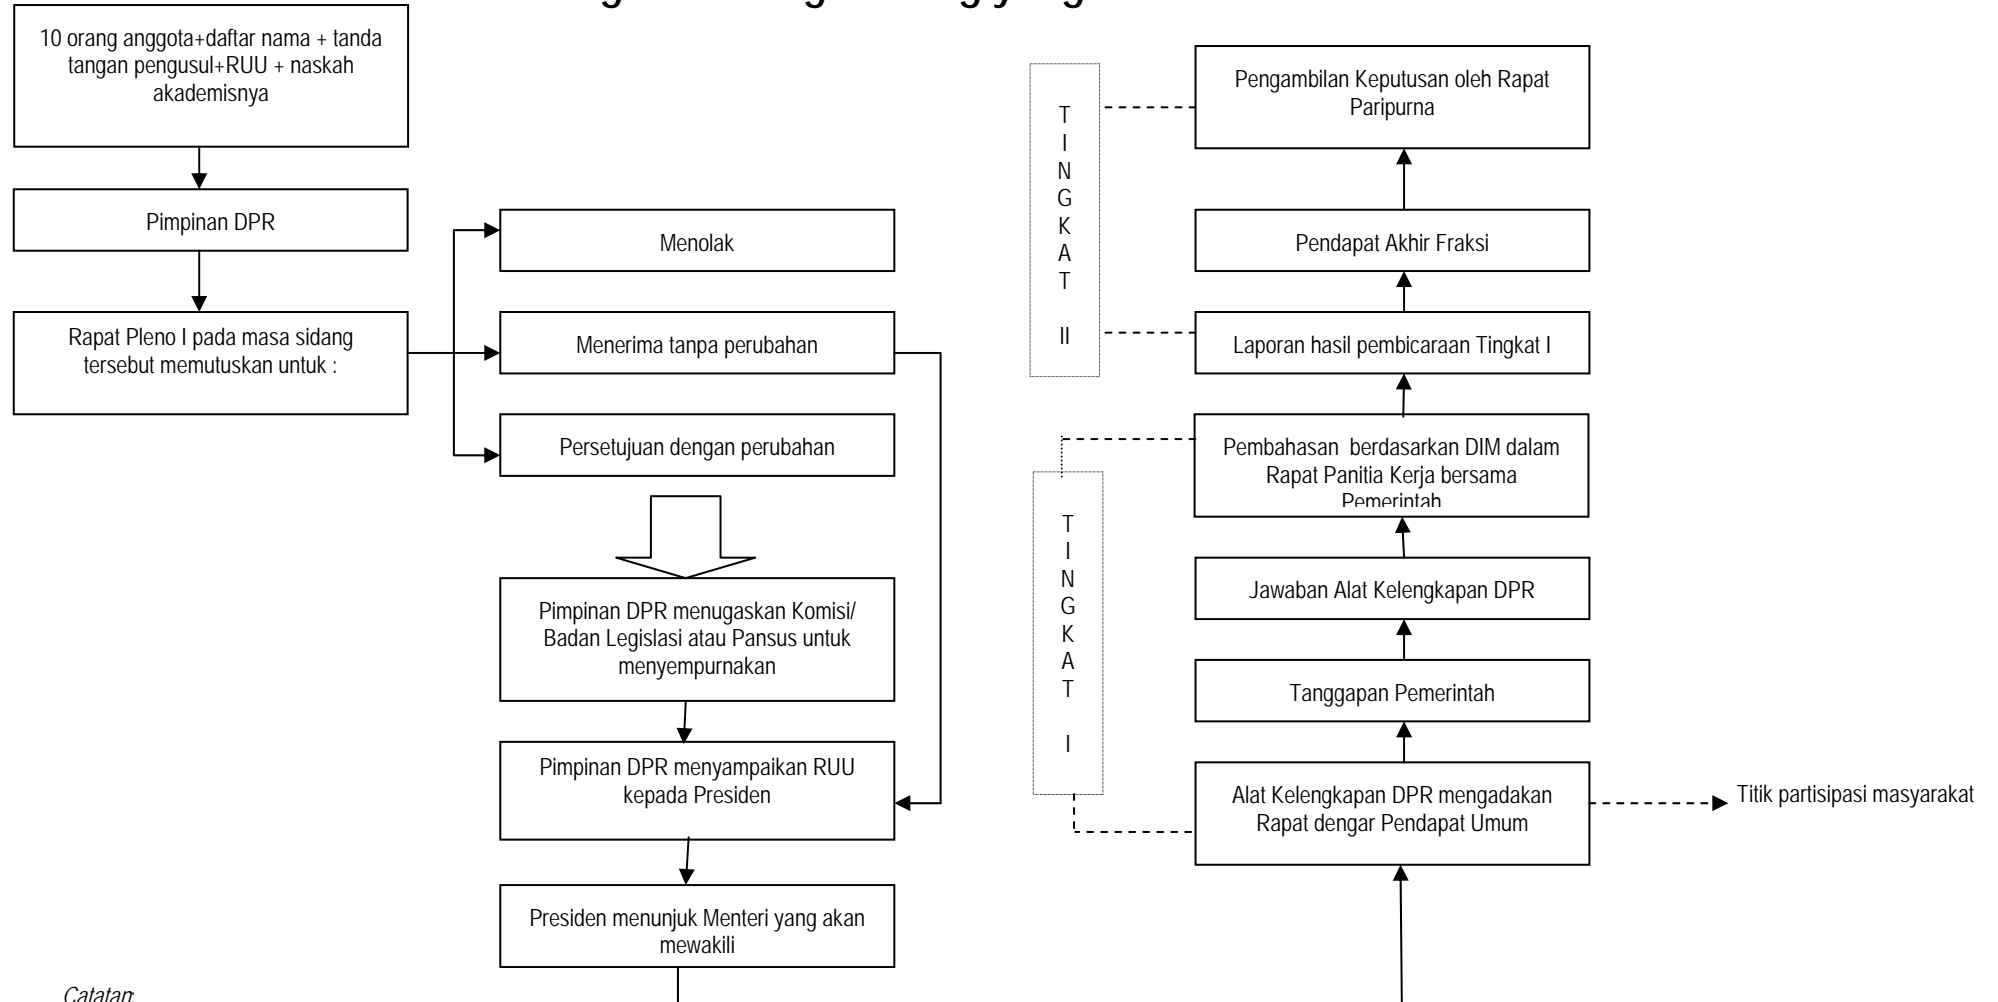 10 orang anggota+daftar nama + tanda
tangan pengusul+RUU + naskah
akademisnya
Pimpinan DPR
Rapat Pleno I pada masa sidang
tersebut memutuskan untuk :
Menolak
Menerima tanpa perubahan
Persetujuan dengan perubahan
Pimpinan DPR menugaskan Komisi/
Badan Legislasi atau Pansus untuk
menyempurnakan
Pimpinan DPR menyampaikan RUU
kepada Presiden
Presiden menunjuk Menteri yang akan
mewakili
Catatan:
TINGKAT II
Pengambilan Keputusan oleh Rapat
Paripurna
Pendapat Akhir Fraksi
Laporan hasil pembicaraan Tingkat I
TINGKAT I
Pembahasan berdasarkan DIM dalam
Rapat Panitia Kerja bersama
Pemerintah
Jawaban Alat Kelengkapan DPR
Tanggapan Pemerintah
Alat Kelengkapan DPR mengadakan
Rapat dengar Pendapat Umum
Titik partisipasi masyarakat